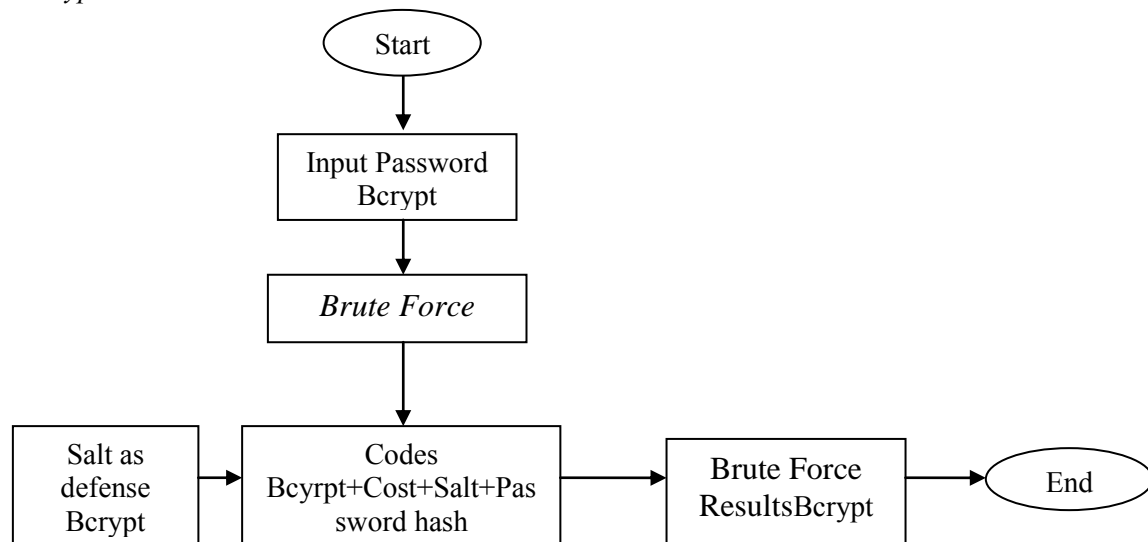 Start
Input Password
Bcrypt
Brute Force
Salt as
defense
Bcrypt
Codes
Bcyrpt+Cost+Salt+Pas
sword hash
Brute Force
ResultsBcrypt
End